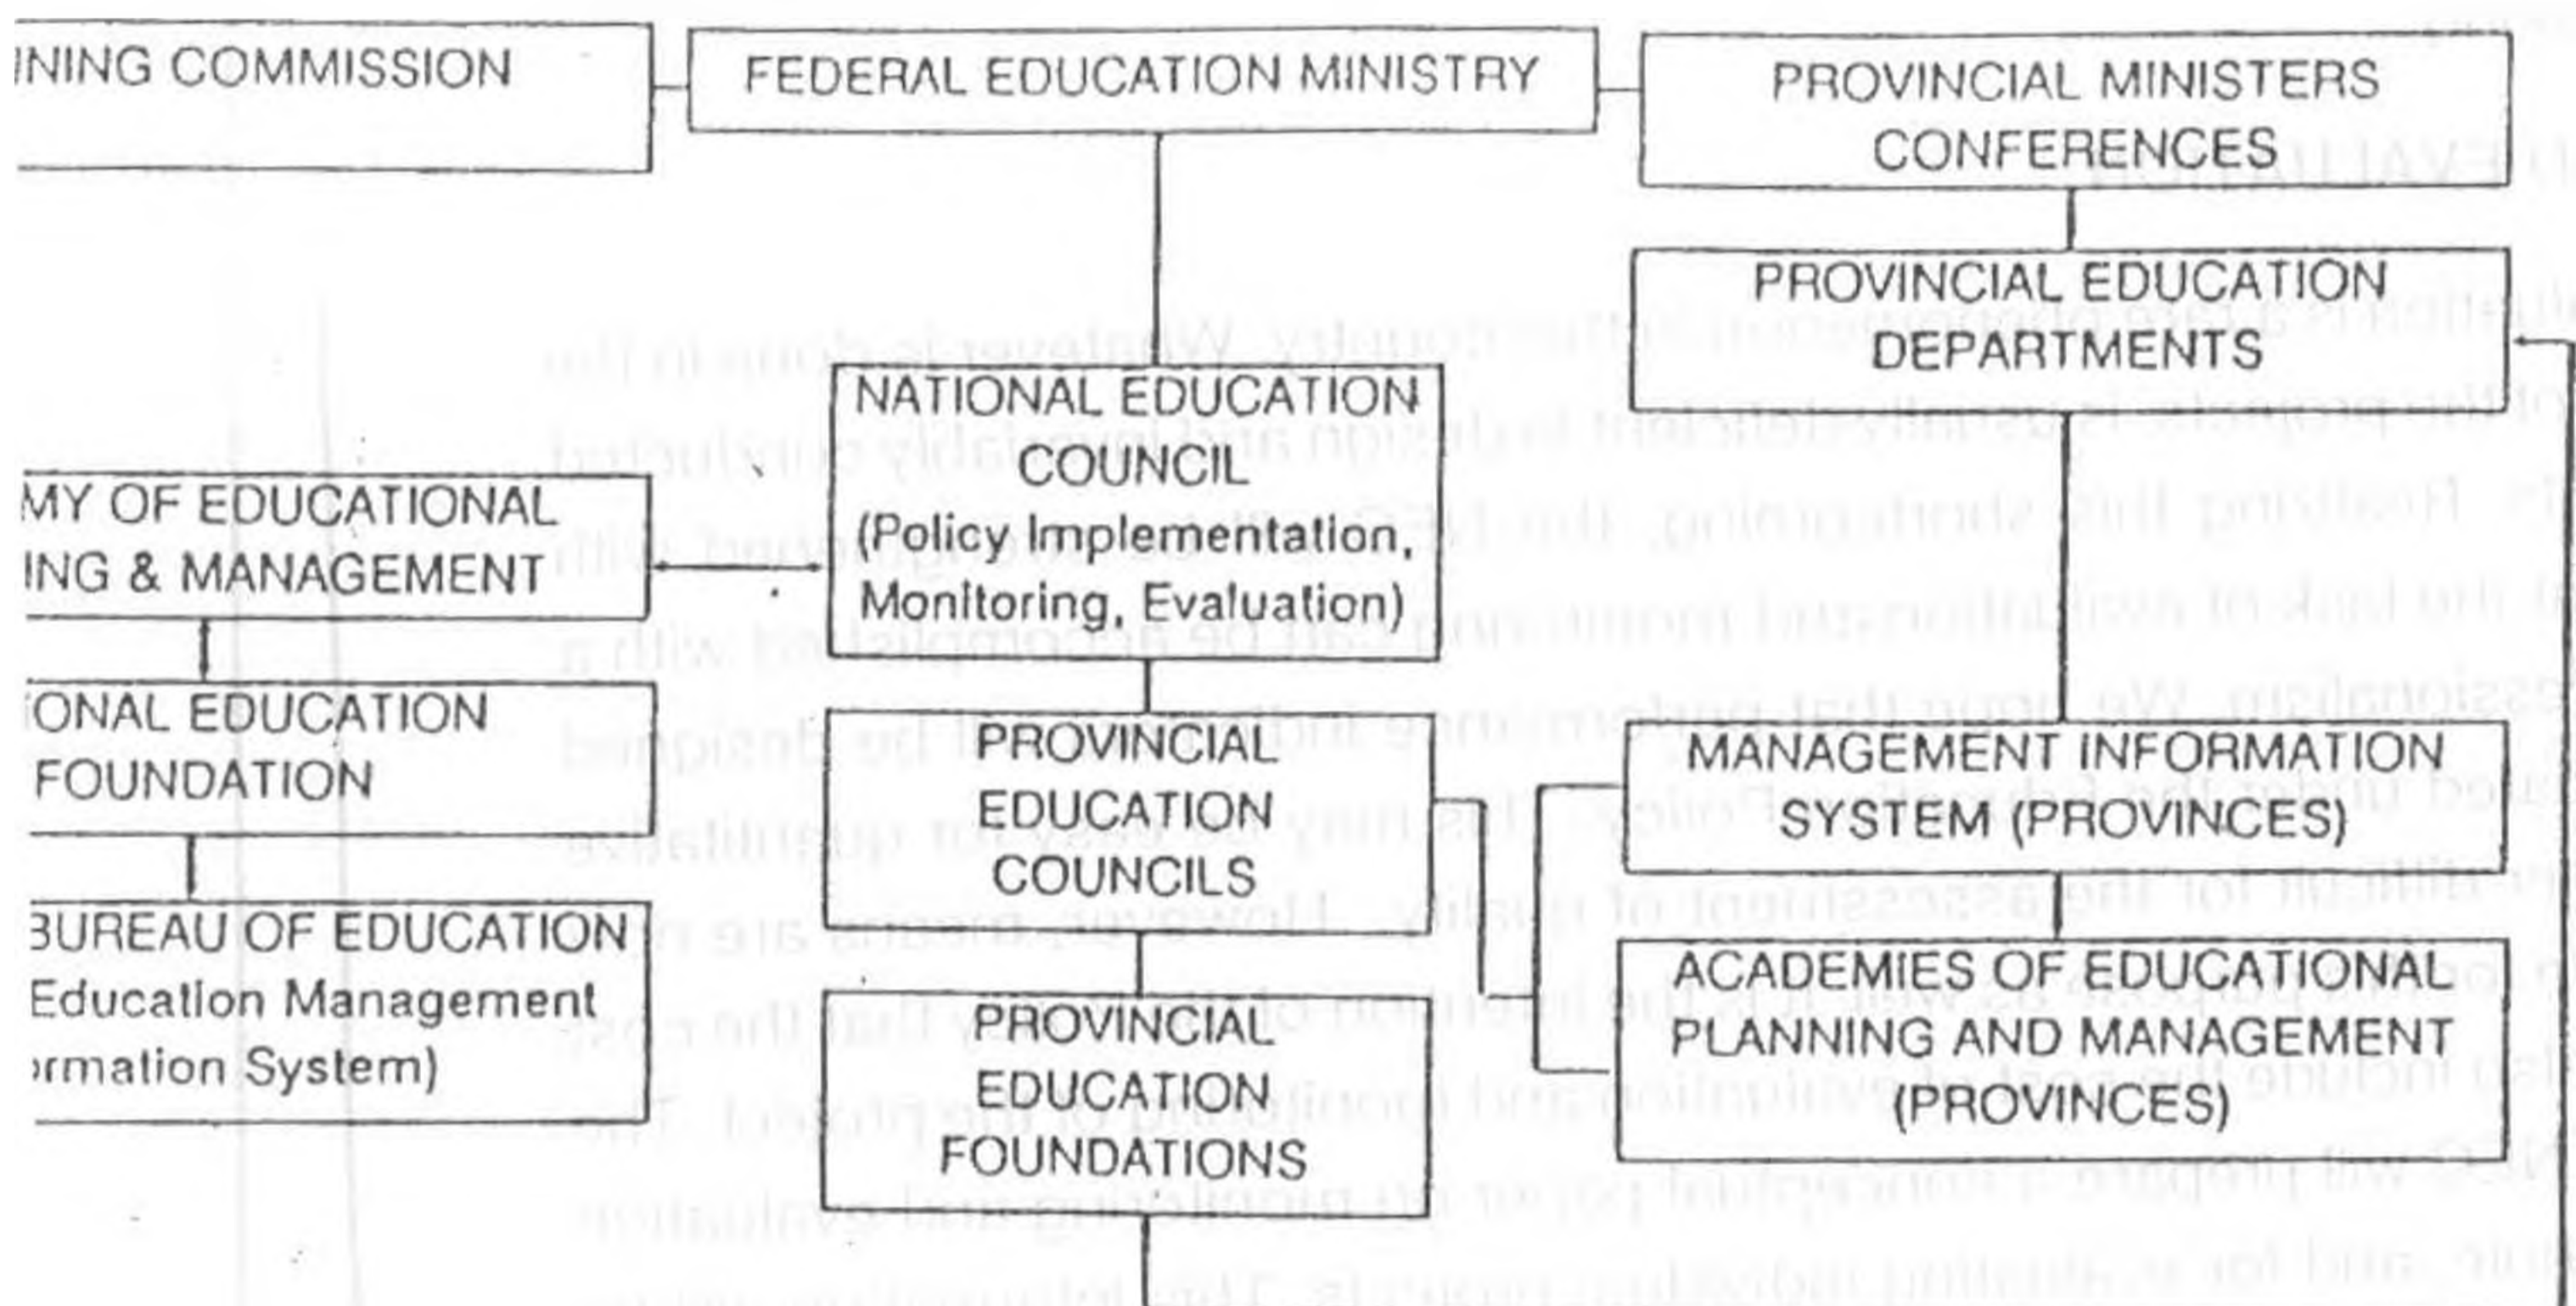 INING COMMISSION
FEDERAL EDUCATION MINISTRY
PROVINCIAL MINISTERS
CONFERENCES
PROVINCIAL EDUCATION
DEPARTMENTS
NATIONAL EDUCATION
COUNCIL
(Policy Implementation,
Monitoring, Evaluation)
MY OF EDUCATIONAL
ING & MANAGEMENT
IONAL EDUCATION
FOUNDATION
BUREAU OF EDUCATION
Education Management
ormation System)
PROVINCIAL
EDUCATION
COUNCILS
PROVINCIAL
EDUCATION
FOUNDATIONS
MANAGEMENT INFORMATION
SYSTEM (PROVINCES)
ACADEMIES OF EDUCATIONAL
PLANNING AND MANAGEMENT
(PROVINCES)